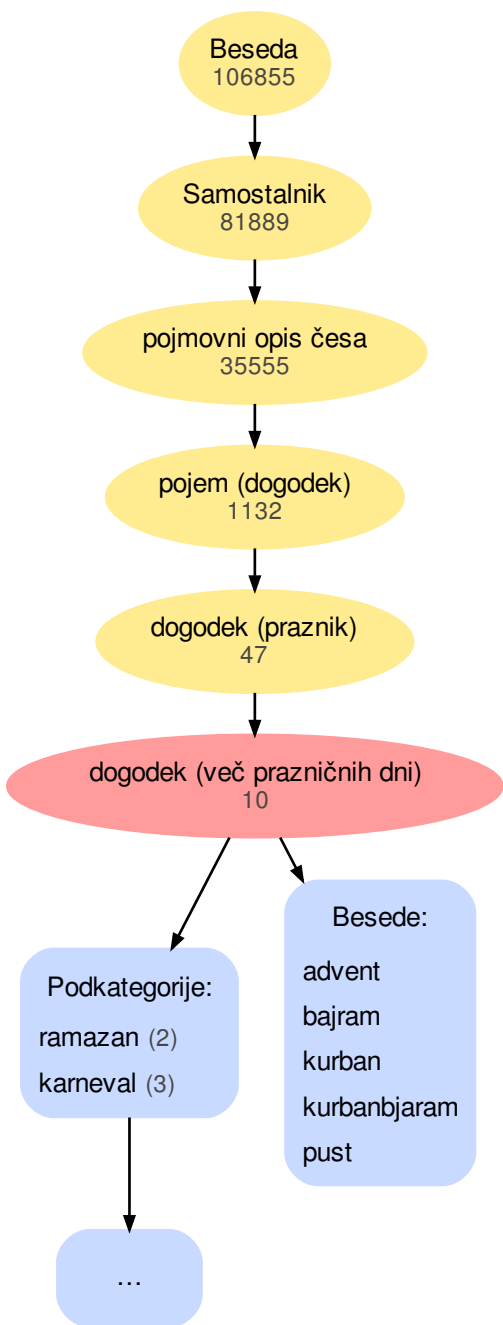 Beseda
106855
Samostalnik
81889
pojmovni opis česa
35555
pojem (dogodek)
1132
dogodek (praznik)
47
dogodek (več prazničnih dni)
10
Podkategorije:
ramazan (2)
karneval (3)
...
Besede:
advent
bajram
kurban
kurbanbjaram
pust